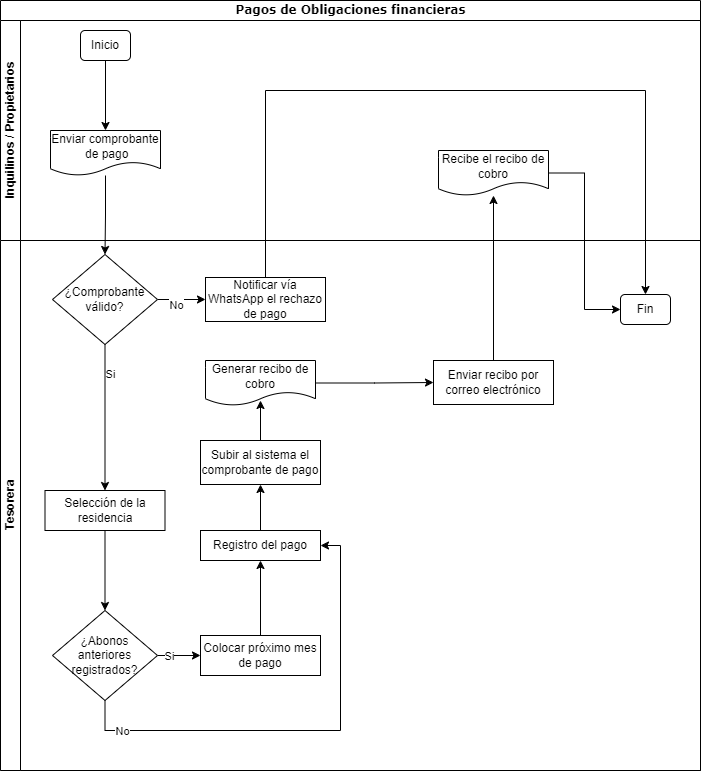 Pagos de Obligaciones financieras
Inquilinos / Propietarios
Inicio
Enviar comprobante
de pago
Recibe el recibo de
cobro
Tesorera
¿Comprobante
válido?
No
Notificar vía
WhatsApp el rechazo
de pago
Fin
Si
Generar recibo de
cobro
Enviar recibo por
correo electrónico
Subir al sistema el
comprobante de pago
Selección de la
residencia
Registro del pago
¿Abonos
anteriores
registrados?
Si
Colocar próximo mes
de pago
No